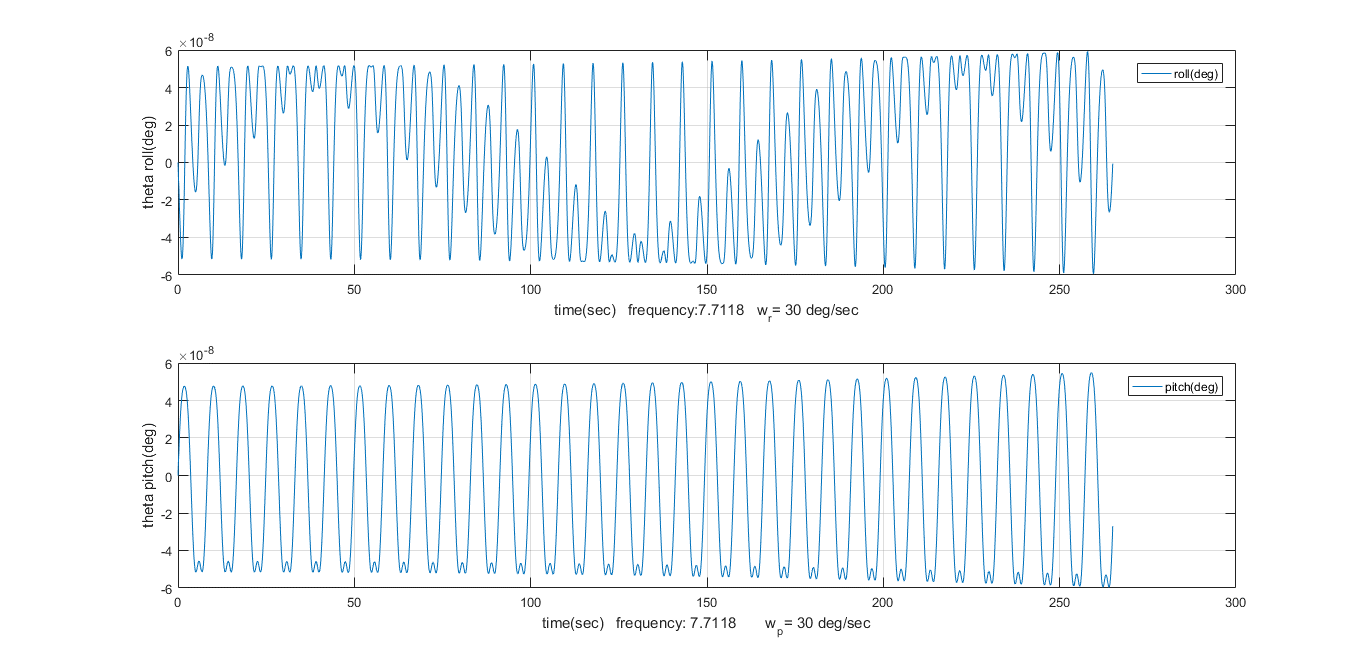 ×10-8
6
4
2
0
-2
-4
-6
theta roll(deg)
roll(deg)
0 50 100 150 200 250 300
time(sec) frequency:7.7118 wr= 30 deg/sec
×10-8
6
4
2
0
-2
-4
-6
theta pitch(deg)
pitch(deg)
0 50 100 150 200 250 300
time(sec) frequency: 7.7118 wp= 30 deg/sec